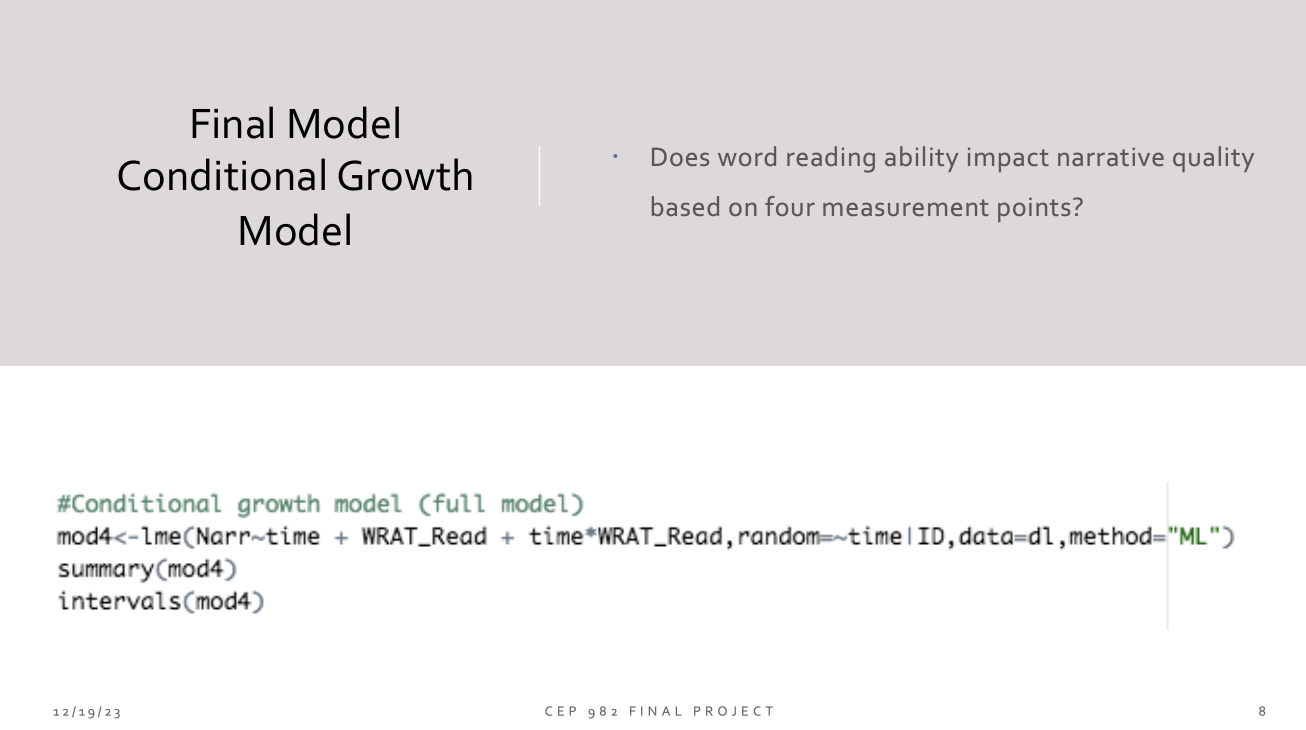 Final Model
Conditional Growth
Model
• Does word reading ability impact narrative quality
based on four measurement points?
#Conditional growth model (full model)
mod4<-lme(Narr~time + WRAT_Read + time*WRAT_Read,random=~time|ID,data=dl,method="ML")
summary(mod4)
intervals(mod4)
12/19/23
CEP 982 FINAL PROJECT
8